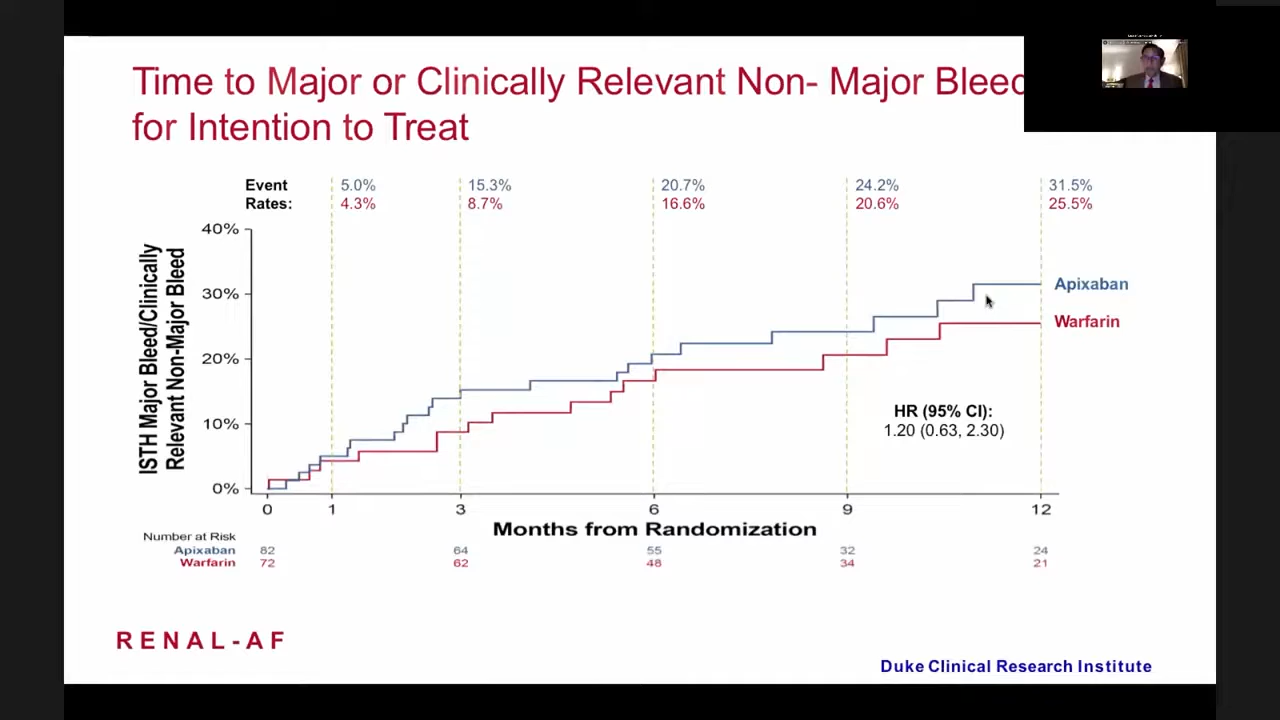 Time to Major or Clinically Relevant Non- Major Bleed
for Intention to Treat
Event 5.0% 15.3% 20.7% 24.2% 31.5%
Rates: 4.3% 8.7% 16.6% 20.6% 25.5%
ISTH Major Bleed/Clinically
Relevant Non-Major Bleed
40%
30%
20%
10%
0%
Apixaban
Warfarin
HR (95% CI):
1.20 (0.63, 2.30)
0 1 3 6 9 12
Months from Randomization
Number at Risk
Apixaban 82 64 55 32 24
Warfarin 72 62 48 34 21
RENAL-AF
Duke Clinical Research Institute